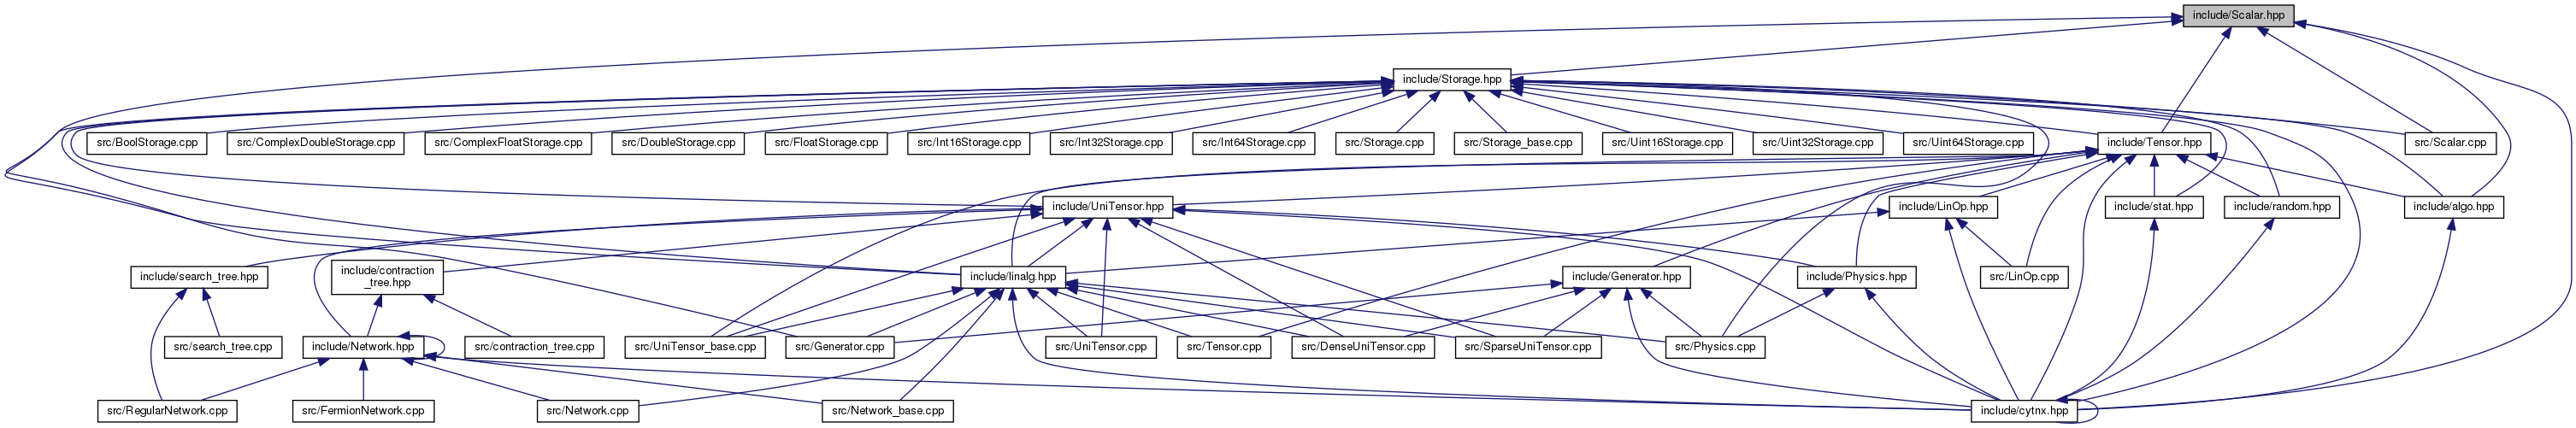 include/Scalar.hpp
include/Storage.hpp
src/BoolStorage.cpp
src/ComplexDoubleStorage.cpp
src/ComplexFloatStorage.cpp
src/DoubleStorage.cpp
src/FloatStorage.cpp
src/Int16Storage.cpp
src/Int32Storage.cpp
src/Int64Storage.cpp
src/Storage.cpp
src/Storage_base.cpp
src/Uint16Storage.cpp
src/Uint32Storage.cpp
src/Uint64Storage.cpp
include/Tensor.hpp
src/Scalar.cpp
include/UniTensor.hpp
include/LinOp.hpp
include/stat.hpp
include/random.hpp
include/algo.hpp
include/search_tree.hpp
include/contraction
_tree.hpp
include/linalg.hpp
include/Generator.hpp
include/Physics.hpp
src/LinOp.cpp
src/search_tree.cpp
include/Network.hpp
src/contraction_tree.cpp
src/UniTensor_base.cpp
src/Generator.cpp
src/UniTensor.cpp
src/Tensor.cpp
src/DenseUniTensor.cpp
src/SparseUniTensor.cpp
src/Physics.cpp
src/RegularNetwork.cpp
src/FermionNetwork.cpp
src/Network.cpp
src/Network_base.cpp
include/cytnx.hpp